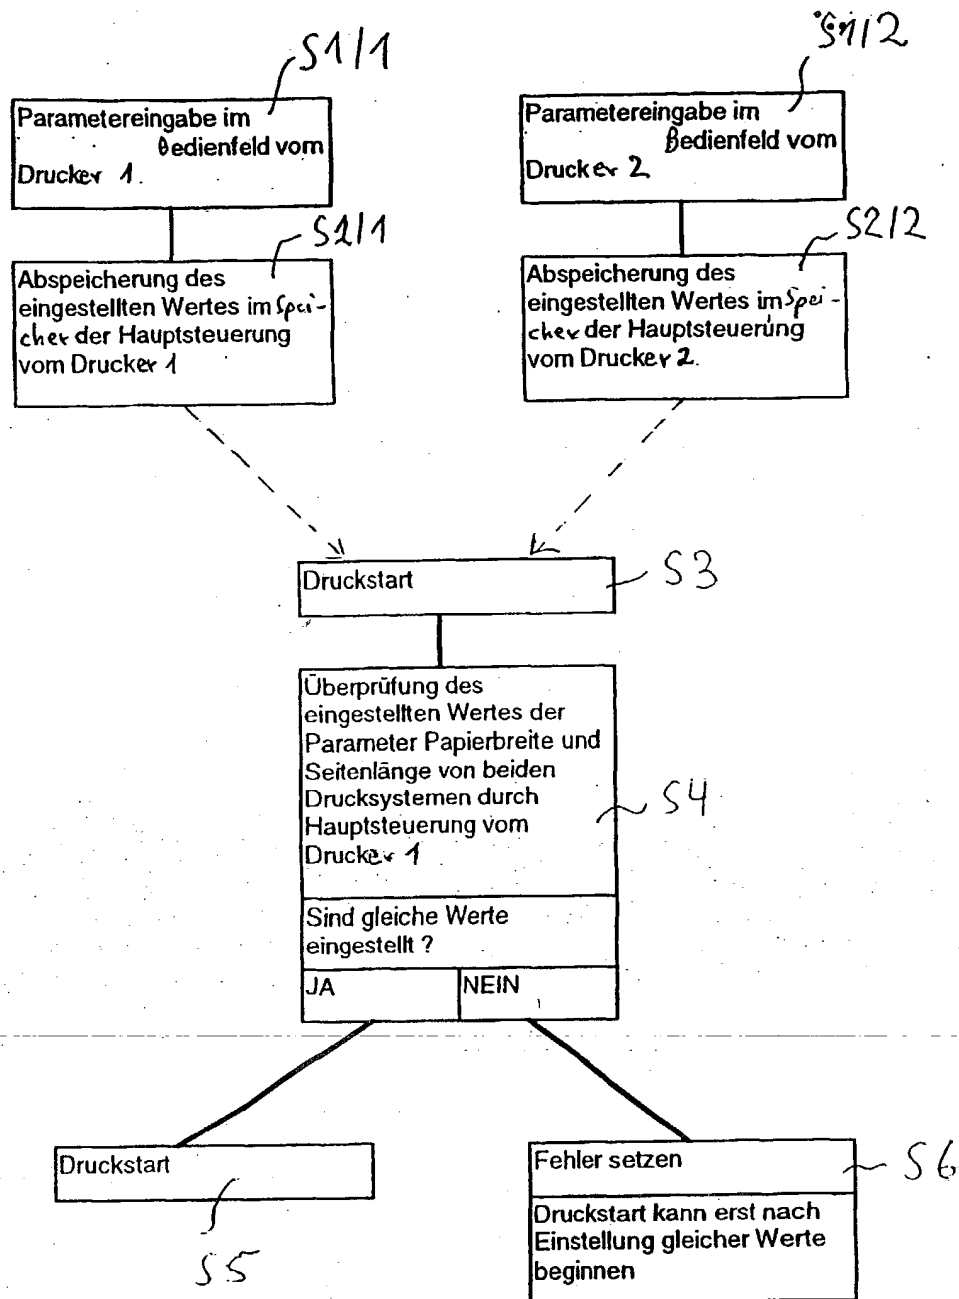 S1/1
Parametereingabe im
Bedienfeld vom
Drucker 1.
S1/2
Parametereingabe im
Bedienfeld vom
Drucker 2
S2/1
Abspeicherung des
eingestellten Wertes im Spei-
cher der Hauptsteuerung
vom Drucker 1
S2/2
Abspeicherung des
eingestellten Wertes im Spei-
cher der Hauptsteuerung
vom Drucker 2.
Druckstart
S3
Überprüfung des
eingestellten Wertes der
Parameter Papierbreite und
Seitenlänge von beiden
Drucksystemen durch
Hauptsteuerung vom
Drucker 1
S4
Sind gleiche Werte
eingestellt ?
JA
NEIN
Druckstart
S5
Fehler setzen
S6
Druckstart kann erst nach
Einstellung gleicher Werte
beginnen